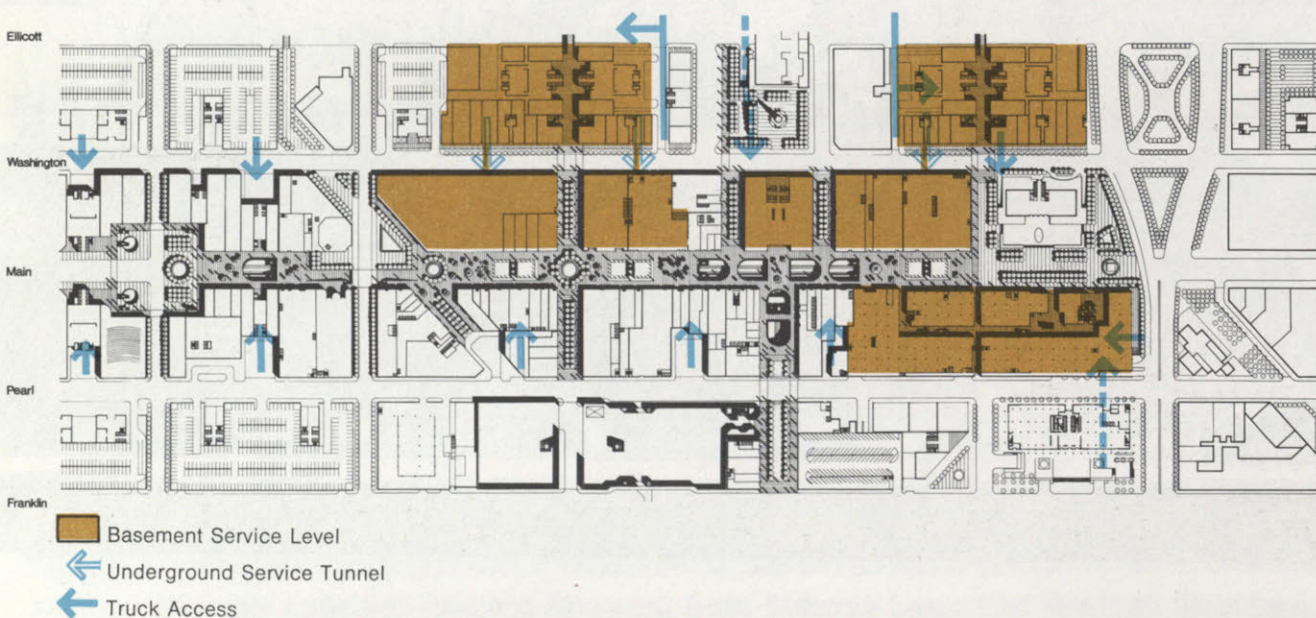 Ellicott
Washington
Main
Pearl
Franklin
Basement Service Level
Underground Service Tunnel
Truck Access